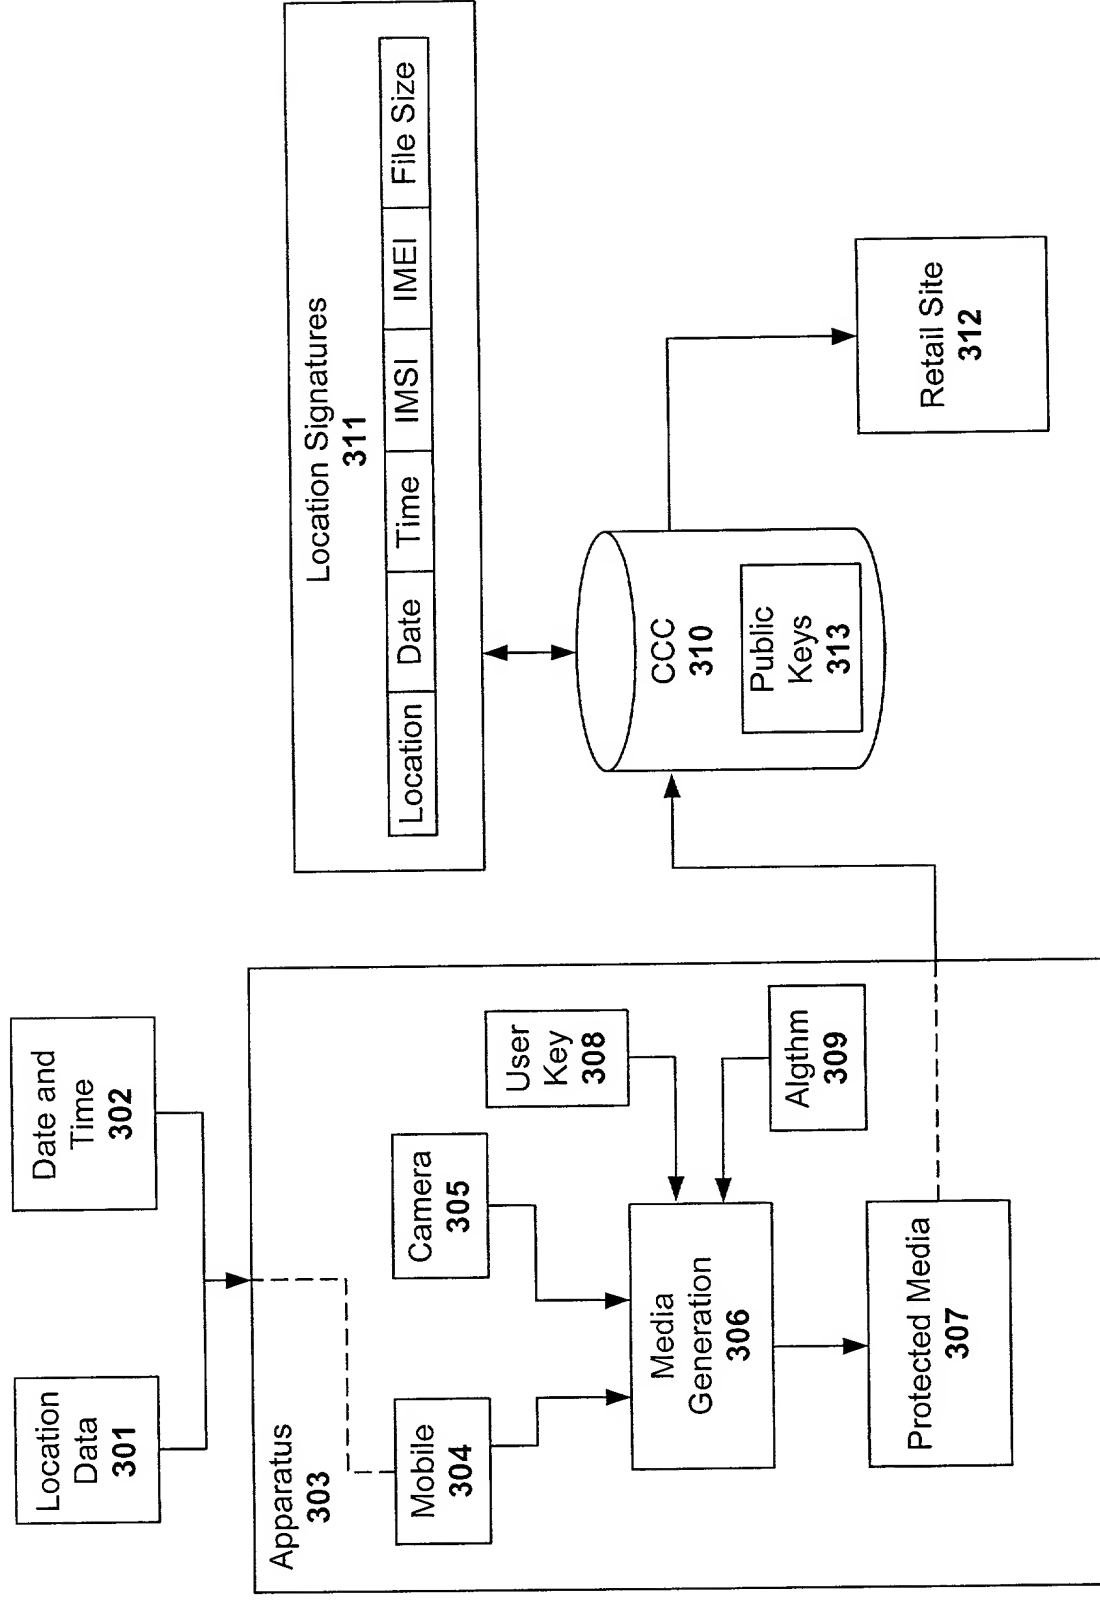 Location
Data
301
Date and
Time
302
Apparatus
303
Mobile
304
Camera
305
User
Key
308
Media
Generation
306
Algthm
309
Protected Media
307
Location Signatures
311
Location Date Time IMSI IMEI File Size
CCC
310
Public
Keys
313
Retail Site
312